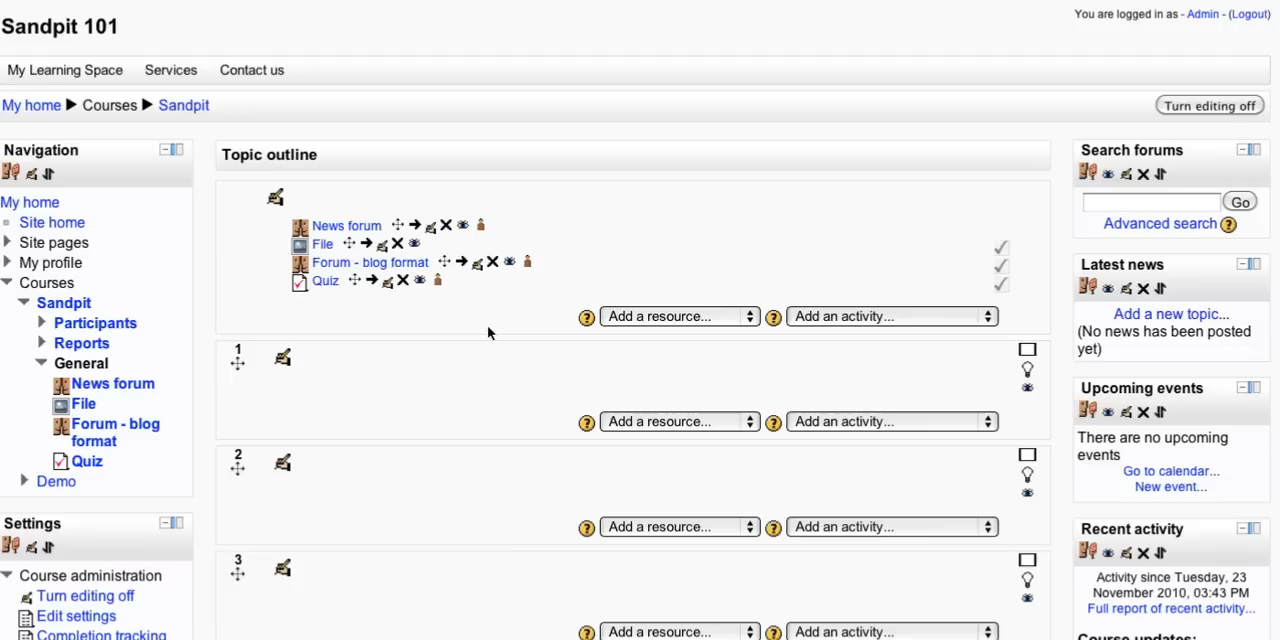 You are logged in as - Admin - (Logout)
Sandpit 101
My Learning Space Services Contact us
My home Courses Sandpit
Turn editing off
Navigation
My home
Site home
Site pages
My profile
Courses
Sandpit
Participants
Reports
General
News forum
File
Forum - blog
format
Quiz
Demo
Settings
Course administration
Turn editing off
Edit settings
Completion tracking
Topic outline
News forum
File
Forum - blog format
Quiz
? Add a resource... ? Add an activity...
1
? Add a resource... ? Add an activity...
2
? Add a resource... ? Add an activity...
3
? Add a resource... ? Add an activity...
Search forums
Go
Advanced search ?
Latest news
Add a new topic...
(No news has been posted
yet)
Upcoming events
There are no upcoming
events
Go to calendar...
New event...
Recent activity
Activity since Tuesday, 23
November 2010, 03:43 PM
Full report of recent activity...
Course updates: